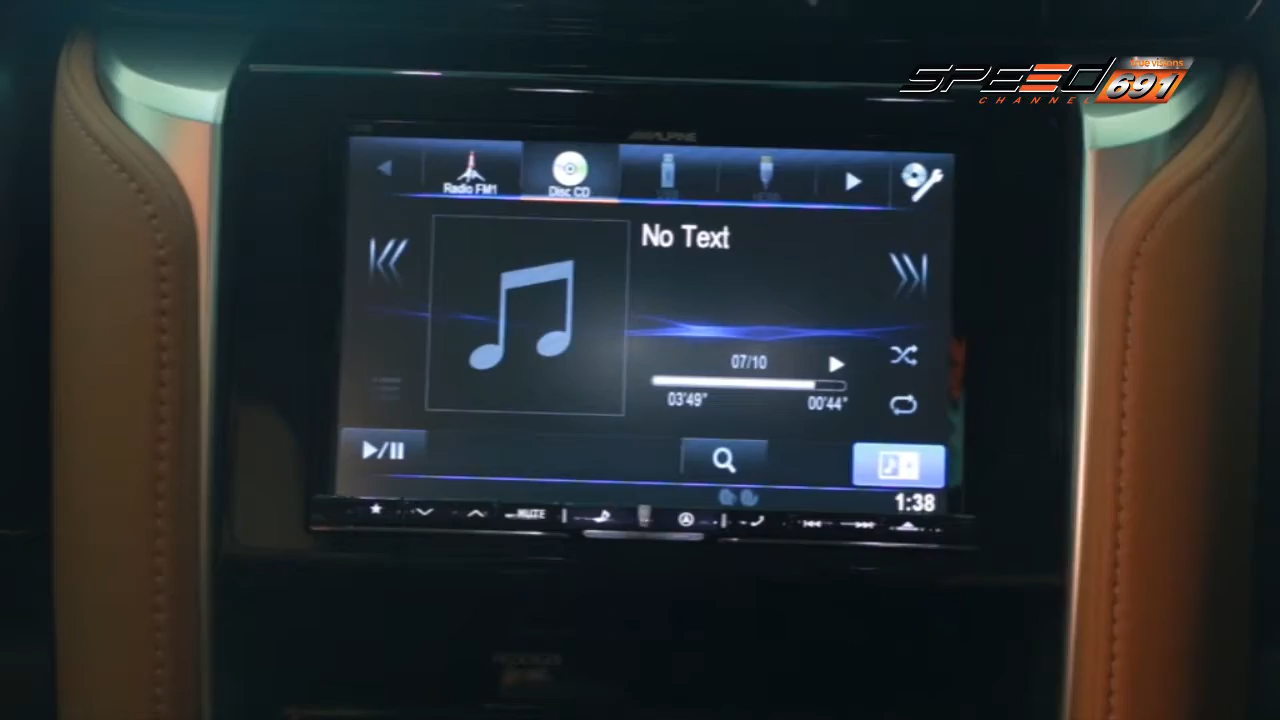 true visions
SPEED
691
CHANNEL
ALPINE
Radio FM1
Disc CD
No Text
07/10
03'49"
00'44"
1:38
MUTE